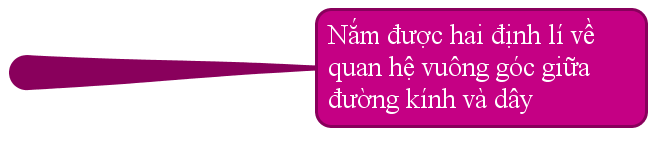 Nắm được hai định lí về
quan hệ vuông góc giữa
đường kính và dây